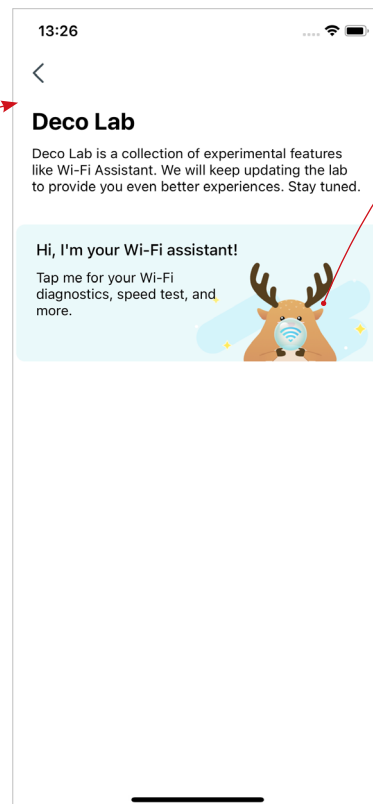 13:26
Deco Lab
Deco Lab is a collection of experimental features
like Wi-Fi Assistant. We will keep updating the lab
to provide you even better experiences. Stay tuned.
Hi, I'm your Wi-Fi assistant!
Tap me for your Wi-Fi
diagnostics, speed test, and
more.